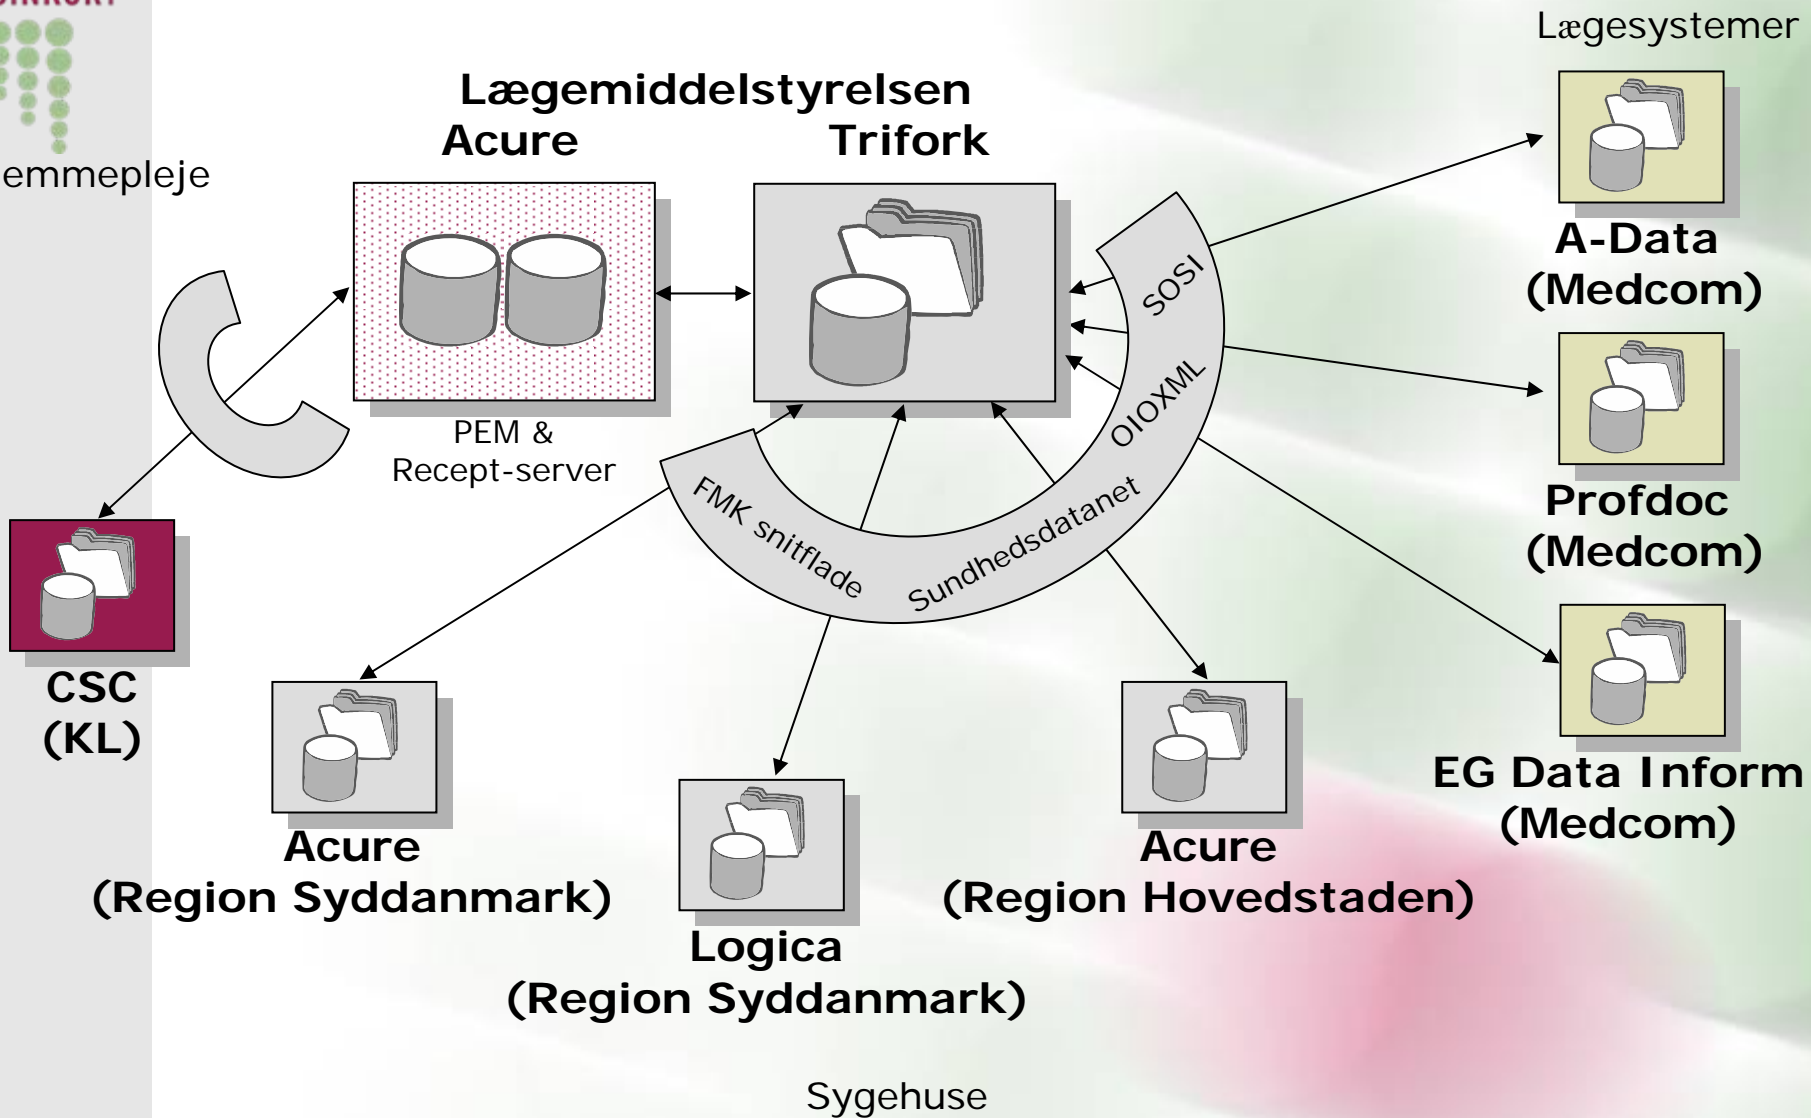 Lægesystemer
Lægemiddelstyrelsen
Acure Trifork
emmepleje
PEM &
Recept-server
SOSI
OIOXML
Sundhedsdatanet
FMK snitflade
A-Data
(Medcom)
Profdoc
(Medcom)
EG Data Inform
(Medcom)
CSC
(KL)
Acure
(Region Syddanmark)
Logica
(Region Syddanmark)
Acure
(Region Hovedstaden)
Sygehuse